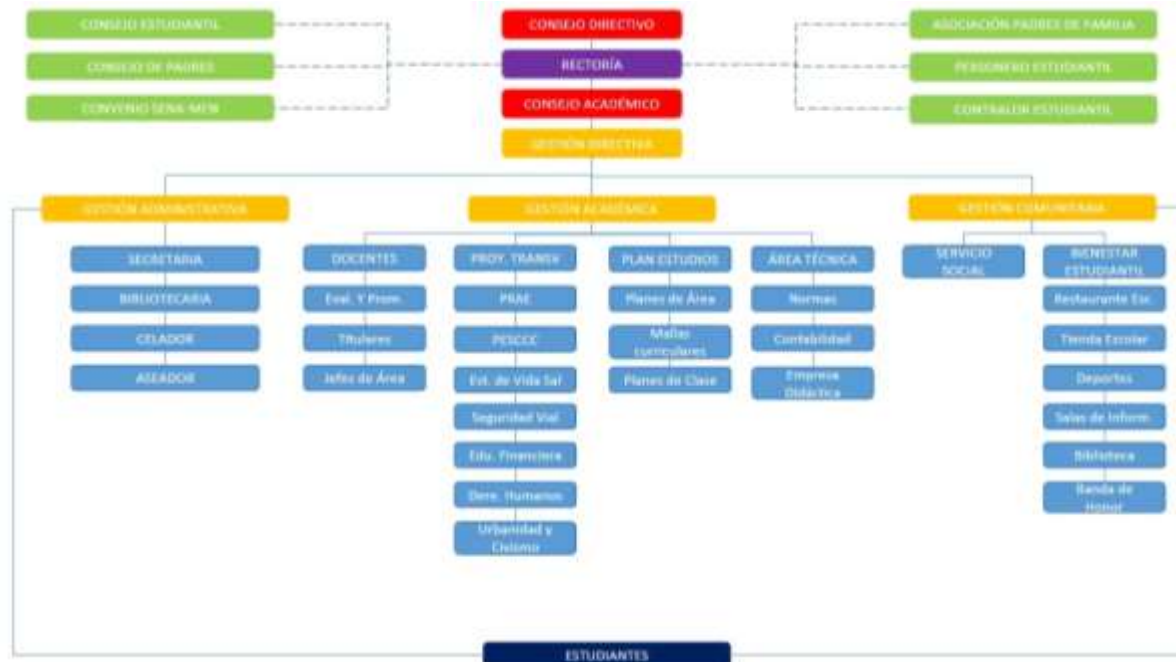 CONSEJO ESTUDIANTIL
CONSEJO DIRECTIVO
ASOCIACIÓN PADRES DE FAMILIA
CONSEJO DE PADRES
RECTORÍA
PERSONERO ESTUDIANTIL
CONVENIO SENA-MEN
CONSEJO ACADÉMICO
CONTRALOR ESTUDIANTIL
GESTIÓN DIRECTIVA
GESTIÓN ADMINISTRATIVA
GESTIÓN ACADÉMICA
GESTIÓN COMUNITARIA
SECRETARIA
BIBLIOTECARIA
CELADOR
ASEADOR
DOCENTES
Eval. Y Prom.
Titulares
Jefes de Área
PROY. TRANSV
PRAE
PESCCC
Est. de Vida Sal
Seguridad Vial
Edu. Financiera
Dere. Humanos
Urbanidad y
Civismo
PLAN ESTUDIOS
Planes de Área
Mallas
curriculares
Planes de Clase
ÁREA TÉCNICA
Normas
Contabilidad
Empresa
Didáctica
SERVICIO
SOCIAL
BIENESTAR
ESTUDIANTIL
Restaurante Esc.
Tienda Escolar
Deportes
Salas de Inform.
Biblioteca
Banda de
Honor
ESTUDIANTES